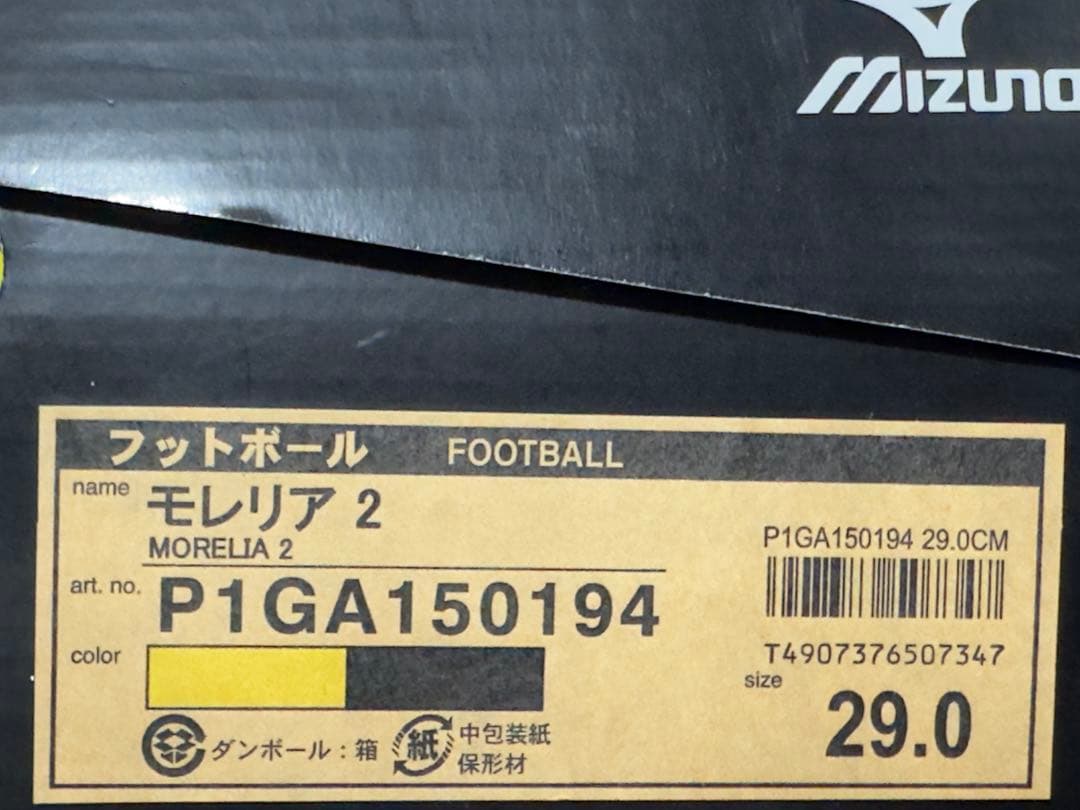 MIZUNO
フットボール FOOTBALL
name モレリア 2
MORELIA 2
P1GA150194 29.0CM
art. no. P1GA150194
T4907376507347
color
size 29.0
ダンボール：箱
紙 中包装紙
保形材